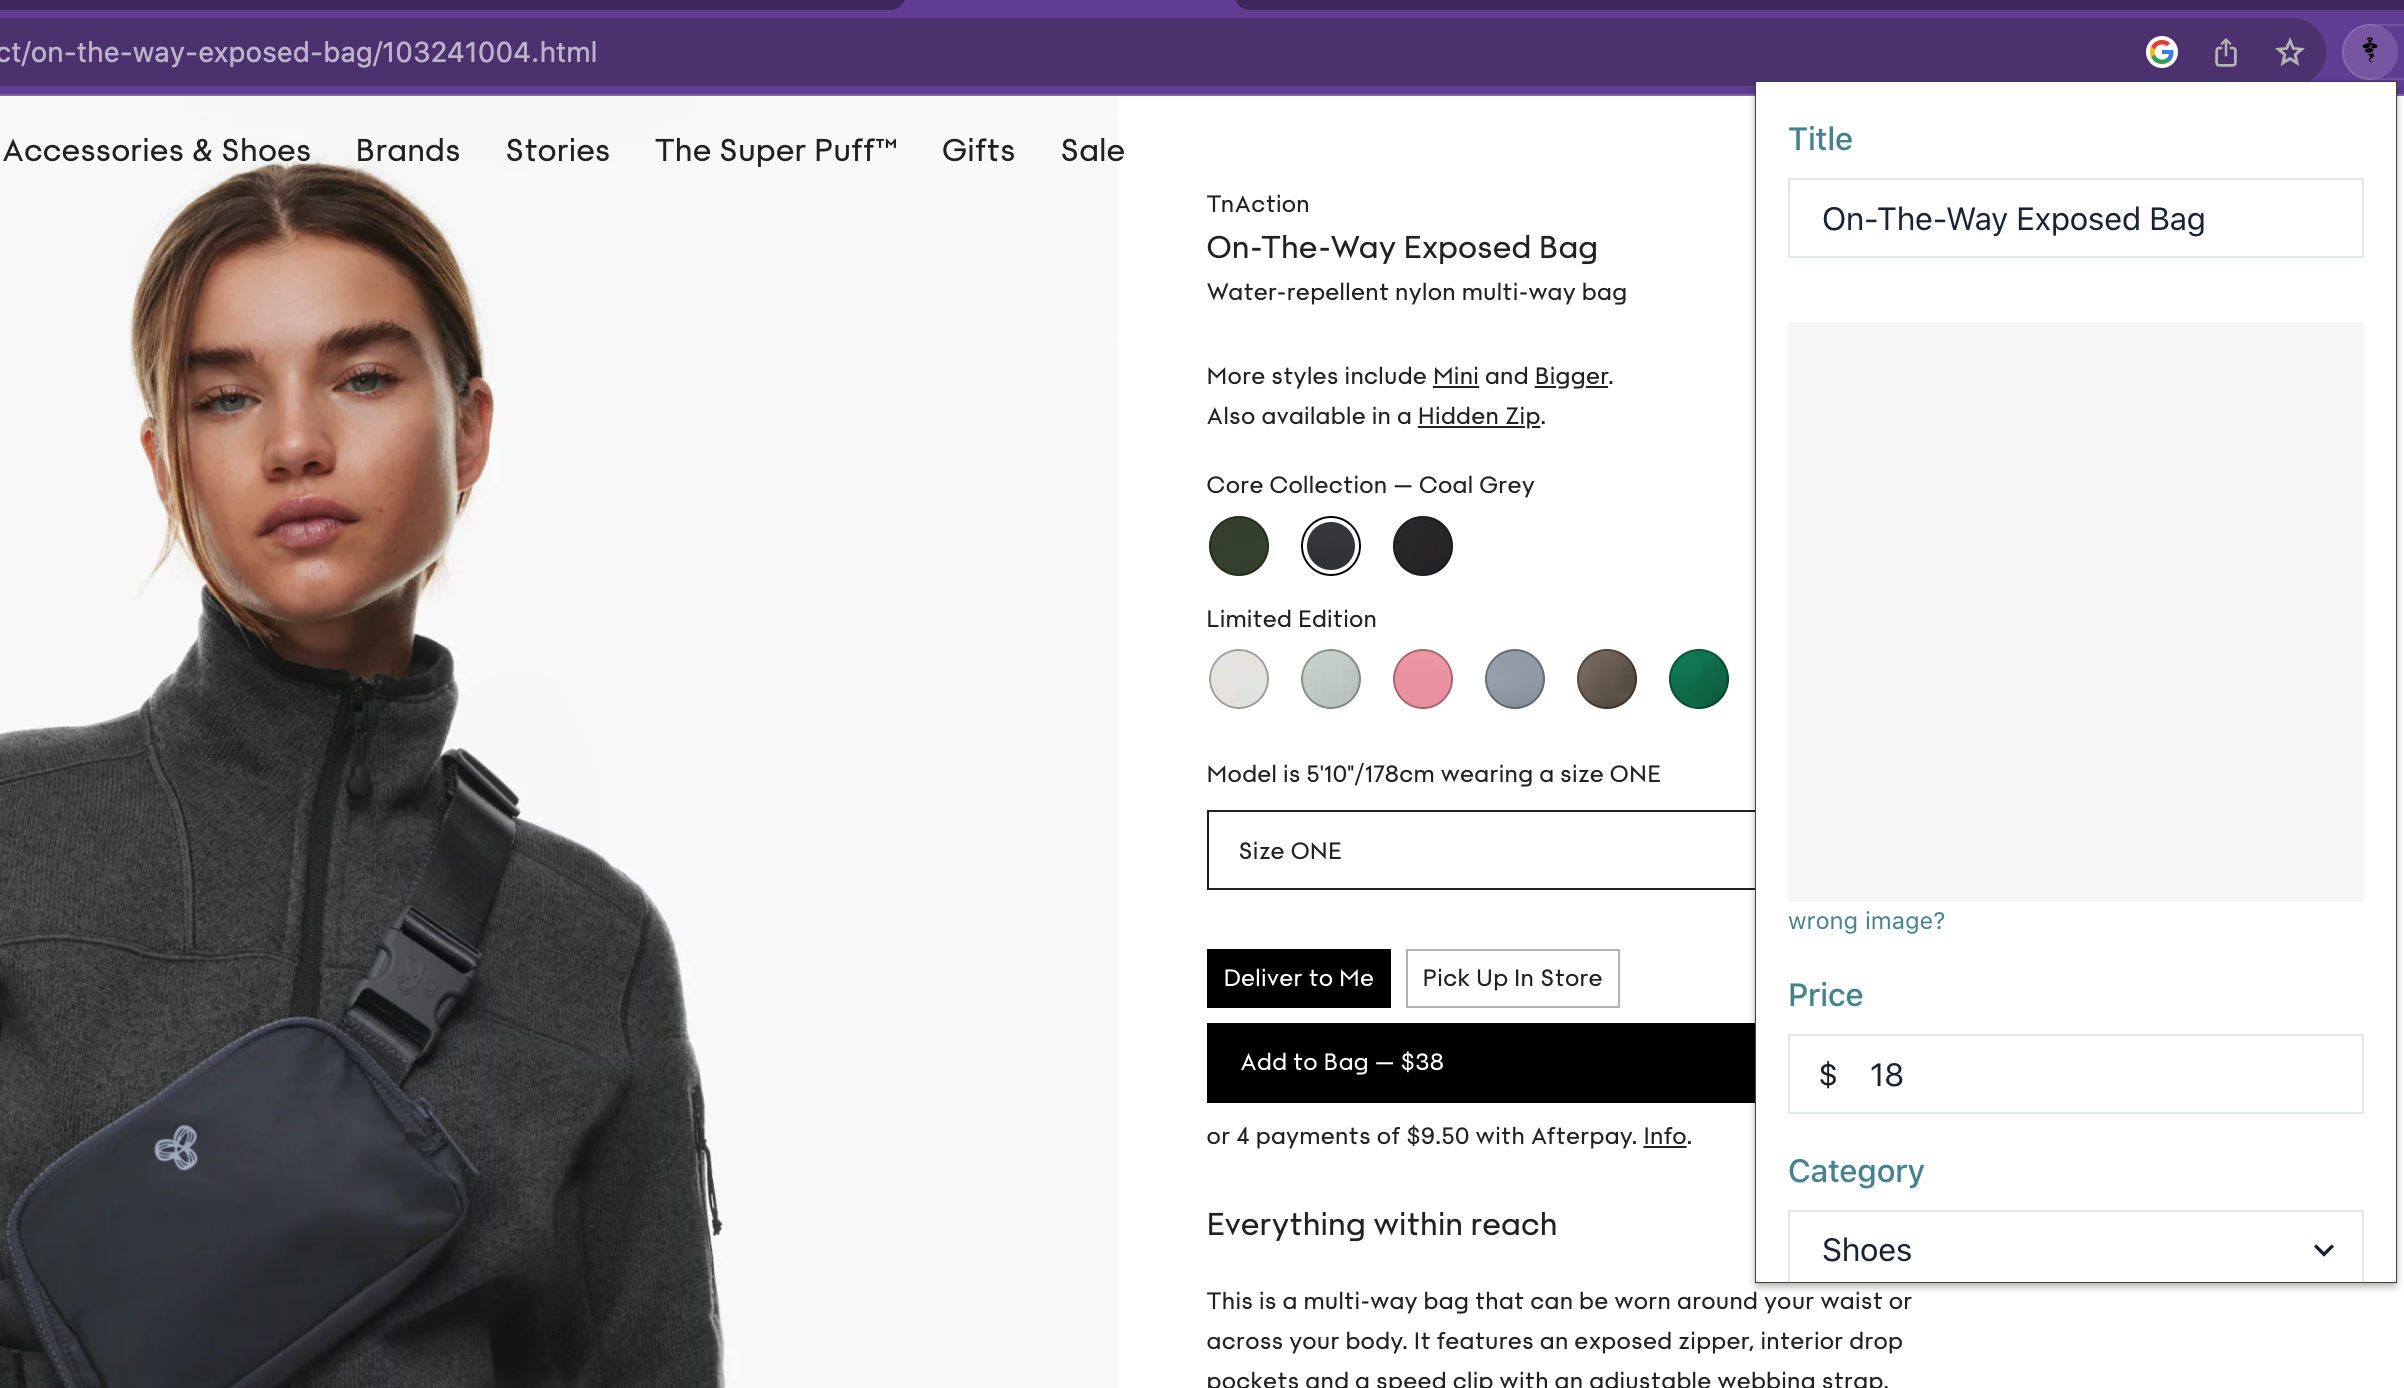 ct/on-the-way-exposed-bag/103241004.html
Accessories & Shoes Brands Stories The Super Puff™ Gifts Sale
TnAction
On-The-Way Exposed Bag
Water-repellent nylon multi-way bag
More styles include Mini and Bigger.
Also available in a Hidden Zip.
Core Collection — Coal Grey
Limited Edition
Model is 5'10"/178cm wearing a size ONE
Size ONE
Deliver to Me Pick Up In Store
Add to Bag — $38
or 4 payments of $9.50 with Afterpay. Info.
Everything within reach
This is a multi-way bag that can be worn around your waist or
across your body. It features an exposed zipper, interior drop
pockets and a speed clip with an adjustable webbing strap.
Title
On-The-Way Exposed Bag
wrong image?
Price
$ 18
Category
Shoes